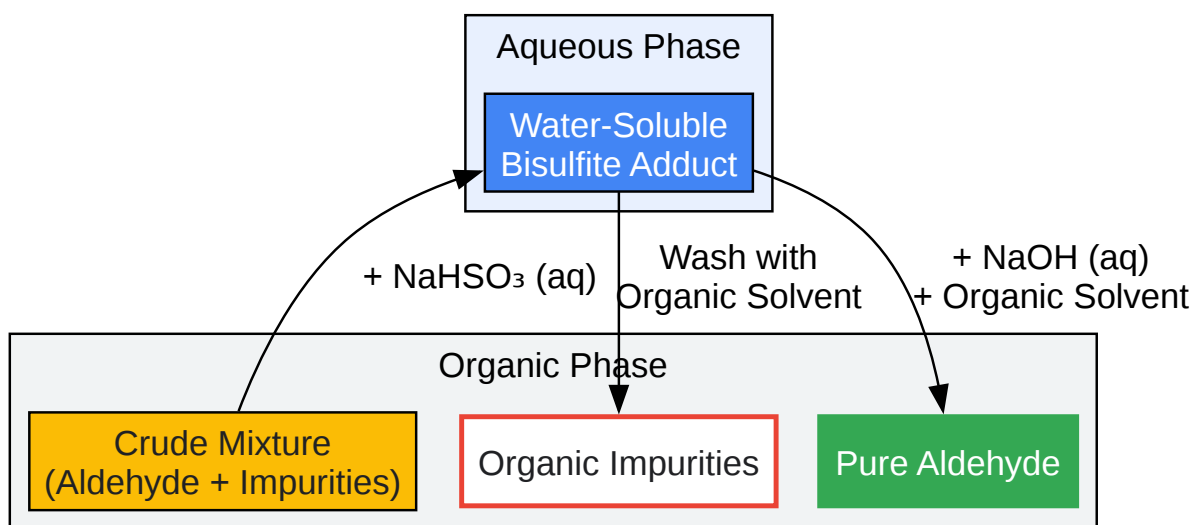 Aqueous Phase
Water-Soluble
Bisulfite Adduct
+ NaHSO₃ (aq)
Wash with
Organic Solvent
+ NaOH (aq)
+ Organic Solvent
Organic Phase
Crude Mixture
(Aldehyde + Impurities)
Organic Impurities
Pure Aldehyde